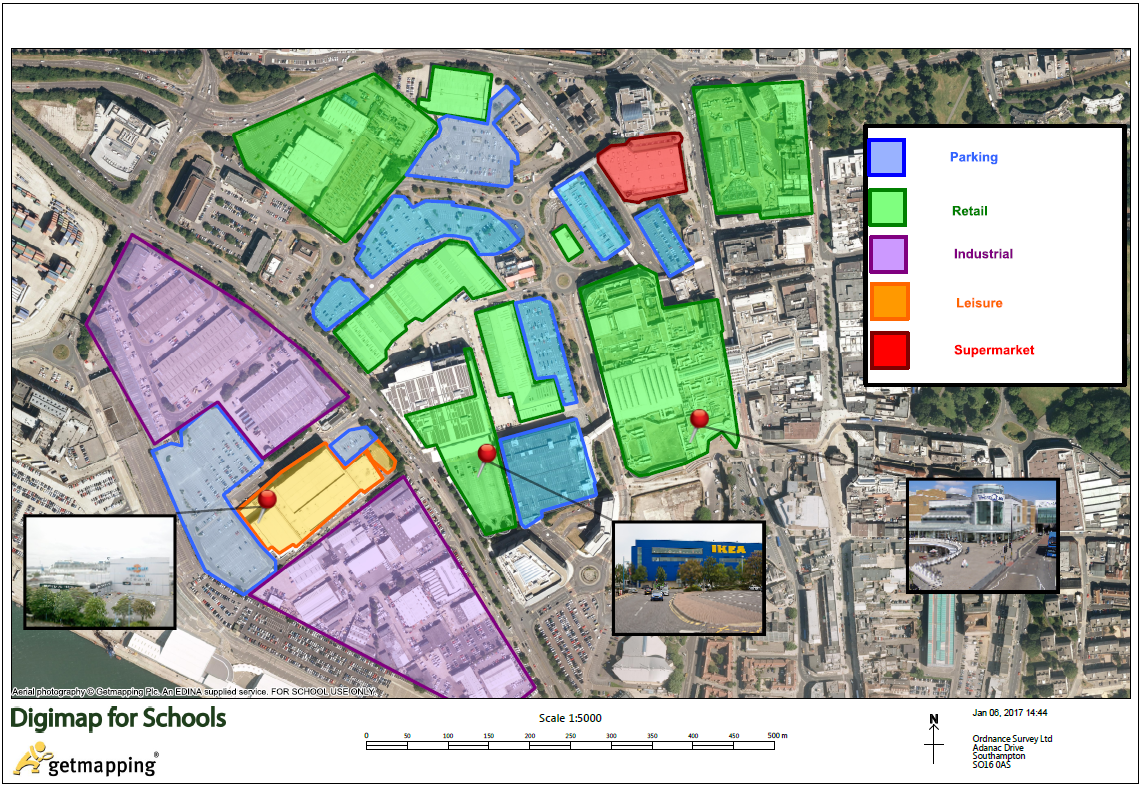 Parking
Retail
Industrial
Leisure
Supermarket
IKEA
Aerial photography © Getmapping Plc. An EDINA supplied service. FOR SCHOOL USE ONLY.
Digimap for Schools
getmapping®
Scale 1:5000
0 50 100 150 200 250 300 350 400 450 500 m
N
Jan 06, 2017 14:44
Ordnance Survey Ltd
Adanac Drive
Southampton
SO16 0AS